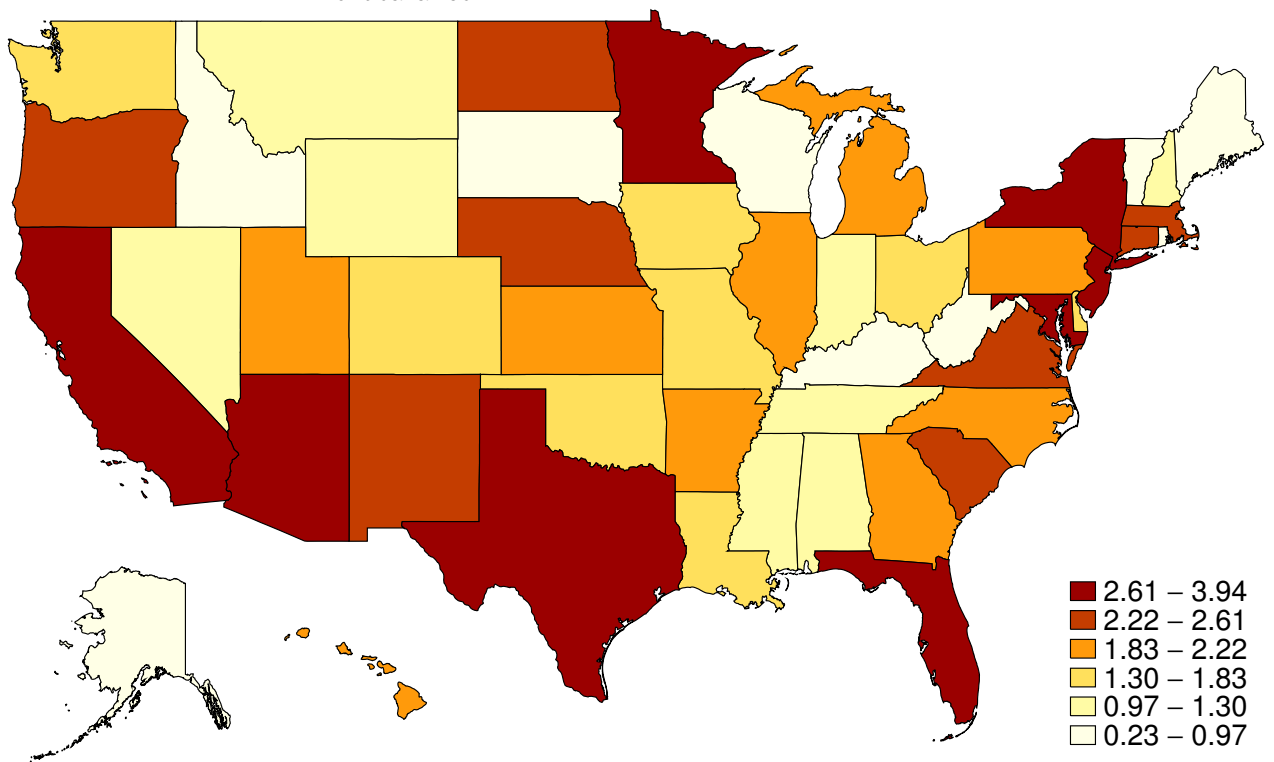 2.61 – 3.94
2.22 – 2.61
1.83 – 2.22
1.30 – 1.83
0.97 – 1.30
0.23 – 0.97